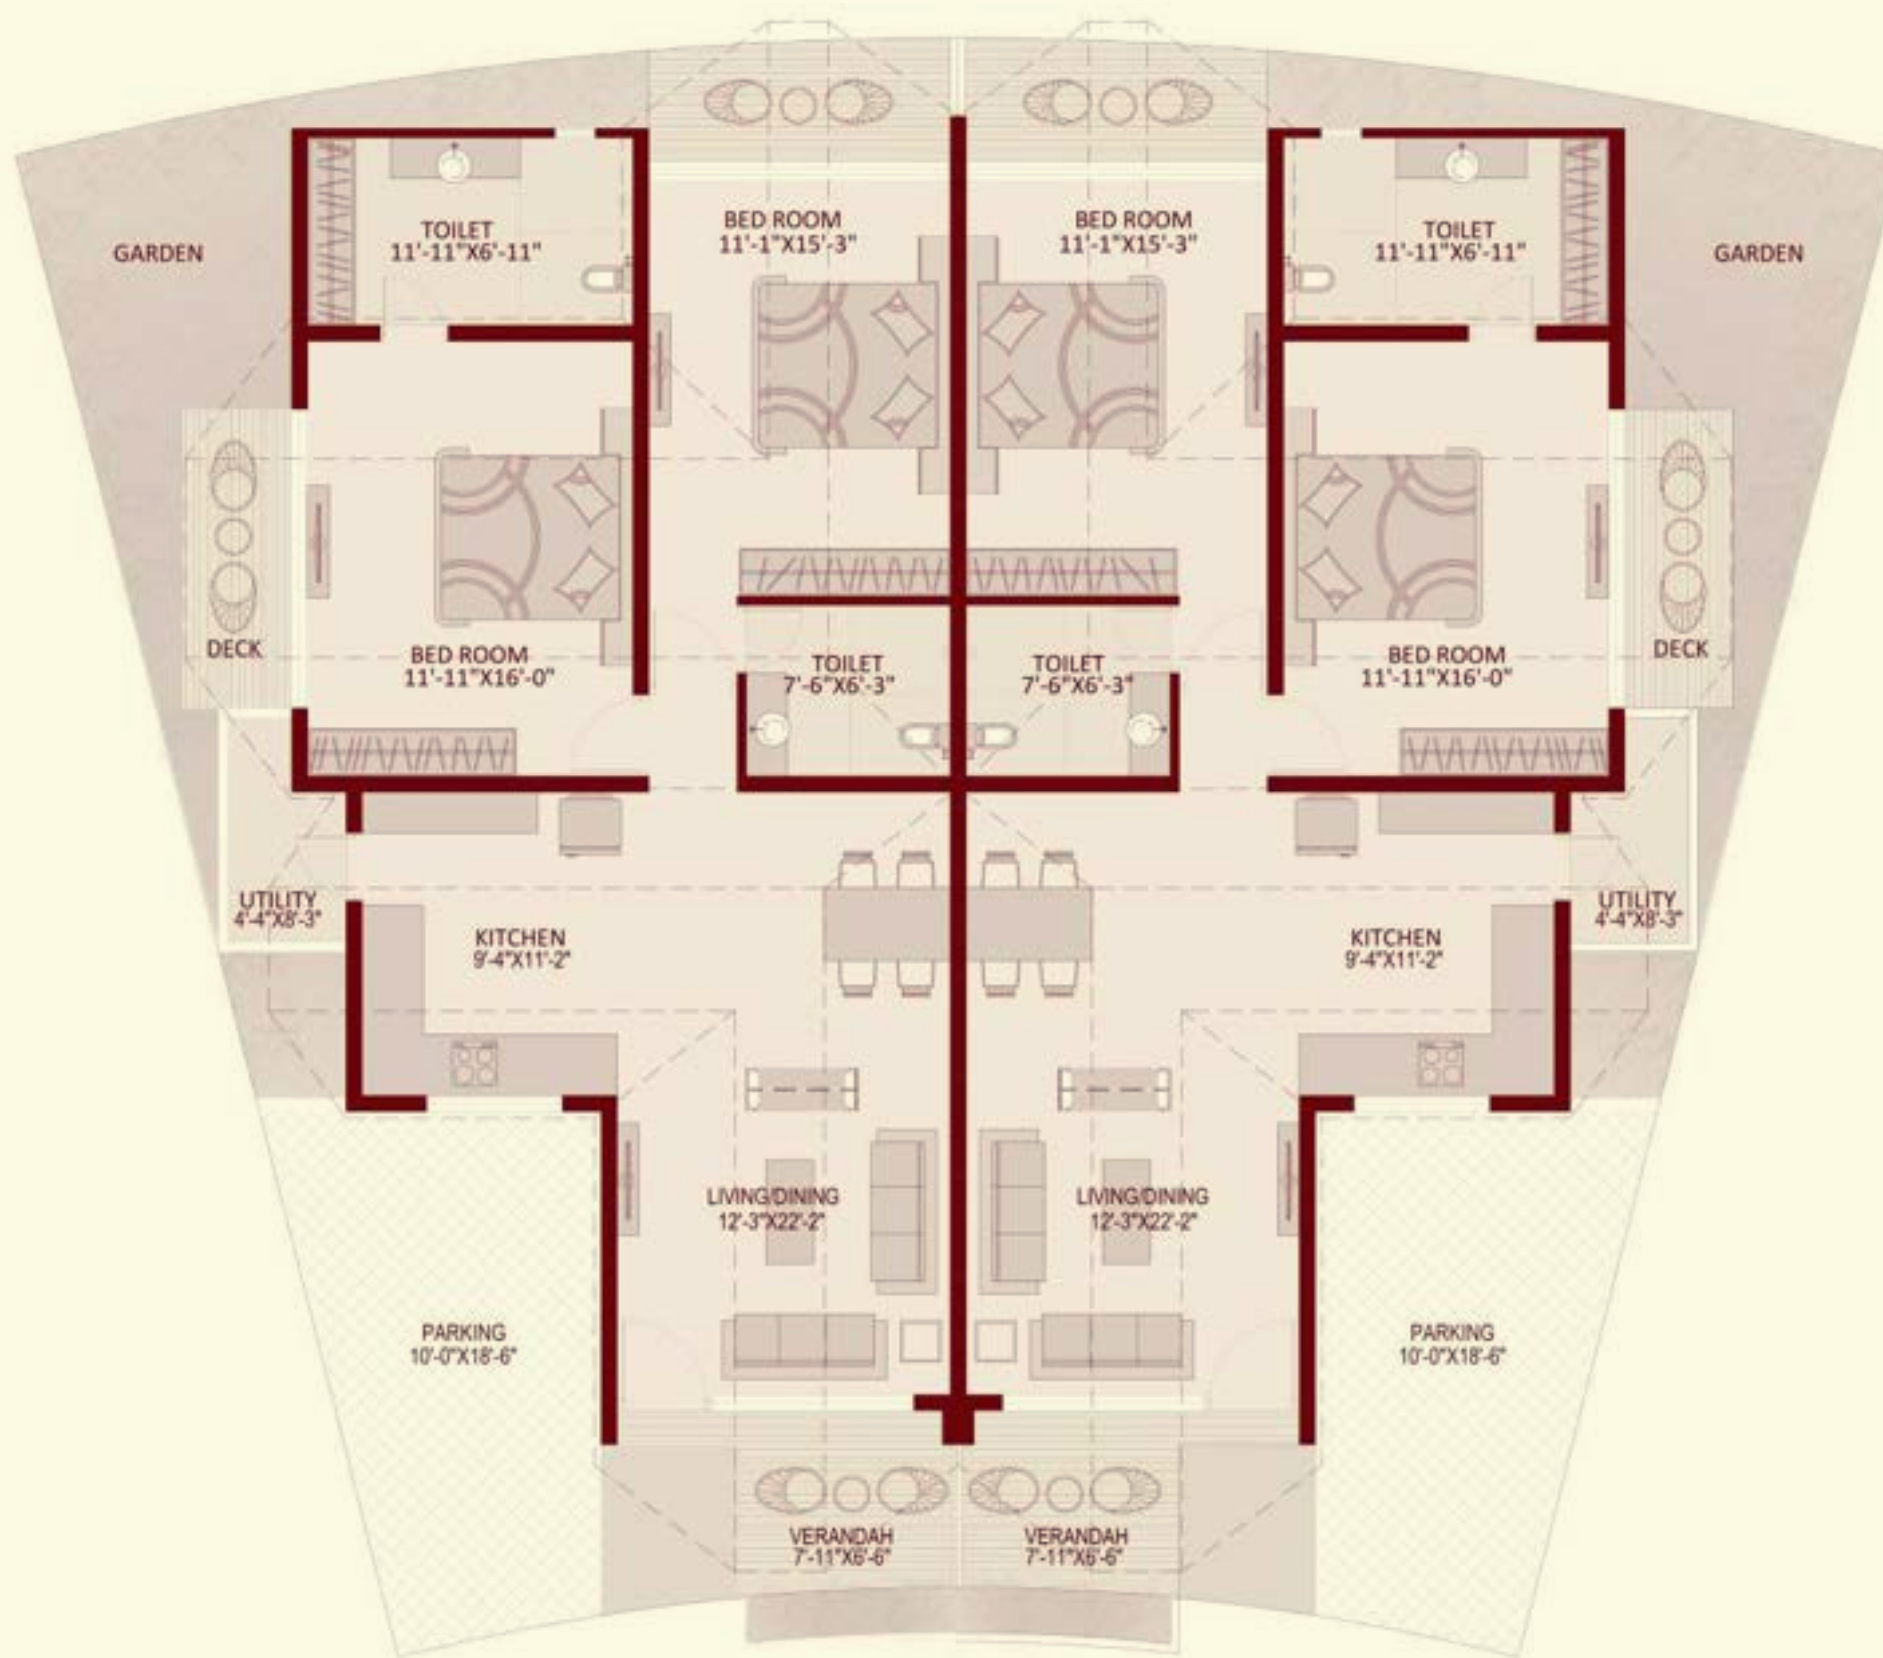 BED ROOM
11'-1"X15'-3"
BED ROOM
11'-1"X15'-3"
TOILET
11'-11"X6'-11"
TOILET
11'-11"X6'-11"
GARDEN
GARDEN
DECK
BED ROOM
11'-11"X16'-0"
TOILET
7'-6"X6'-3"
TOILET
7'-6"X6'-3"
BED ROOM
11'-11"X16'-0"
DECK
UTILITY
4'-4"X8'-3"
KITCHEN
9'-4"X11'-2"
KITCHEN
9'-4"X11'-2"
UTILITY
4'-4"X8'-3"
LIVING/DINING
12'-3"X22'-2"
LIVING/DINING
12'-3"X22'-2"
PARKING
10'-0"X18'-6"
PARKING
10'-0"X18'-6"
VERANDAH
7'-11"X6'-6"
VERANDAH
7'-11"X6'-6"